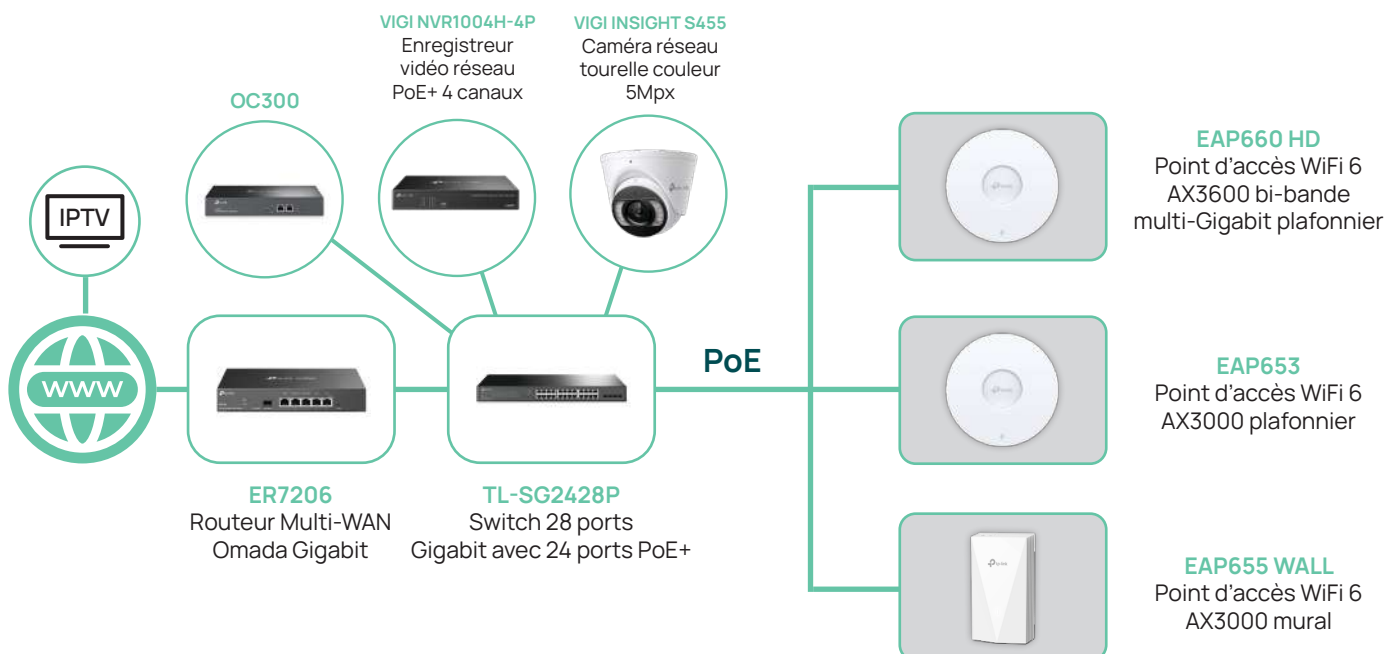 VIGI NVR1004H-4P
Enregistreur
vidéo réseau
PoE+ 4 canaux
VIGI INSIGHT S455
Caméra réseau
tourelle couleur
5Mpx
OC300
IPTV
www
ER7206
Routeur Multi-WAN
Omada Gigabit
TL-SG2428P
Switch 28 ports
Gigabit avec 24 ports PoE+
PoE
EAP660 HD
Point d’accès WiFi 6
AX3600 bi-bande
multi-Gigabit plafonnier
EAP653
Point d’accès WiFi 6
AX3000 plafonnier
EAP655 WALL
Point d’accès WiFi 6
AX3000 mural